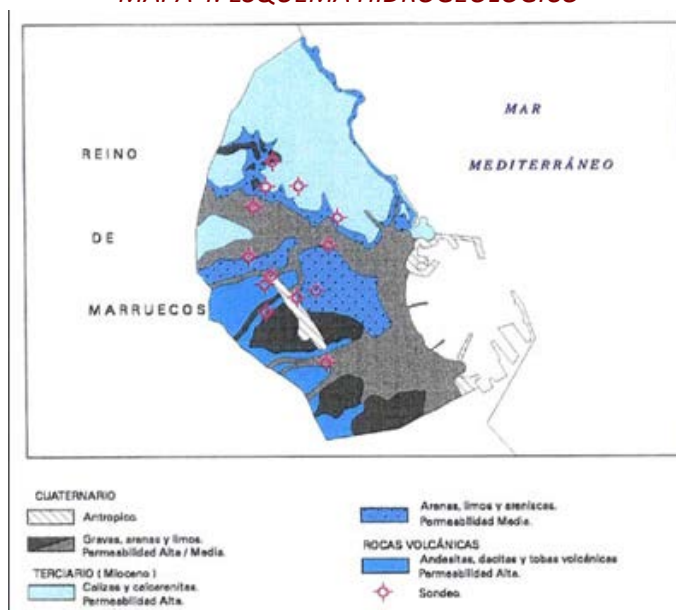 MAPA 4. ESQUEMA HIDROGEOLÓGICO
MAR
MEDITERRÁNEO
REINO
DE
MARRUECOS
CUATERNARIO
Antropico.
Gravas, arenas y limos.
Permeabilidad Alta / Media.
TERCIARIO ( Mioceno )
Calizas y calcarenitas.
Permeabilidad Alta.
Arenas, limos y areniscas.
Permeabilidad Media.
ROCAS VOLCÁNICAS
Andesitas, dacitas y tobas volcánicas
Permeabilidad Alta.
Sondeo.